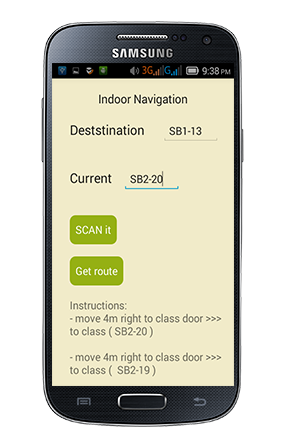 SAMSUNG
3G G 9:38 PM
Indoor Navigation
Deststination SB1-13
Current SB2-20
SCAN it
Get route
Instructions:
- move 4m right to class door >>>
to class ( SB2-20 )
- move 4m right to class door >>>
to class ( SB2-19 )